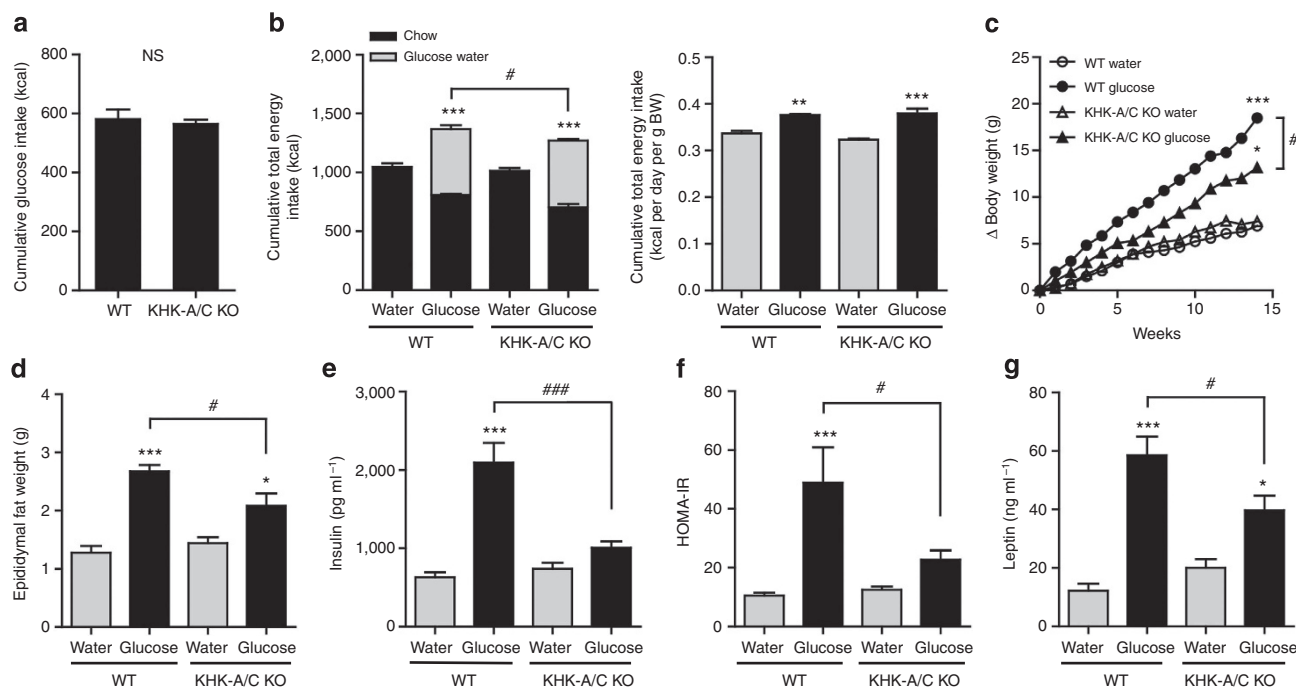 a
NS
Cumulative glucose intake (kcal)
800
600
400
200
0
WT
KHK-A/C KO
b
Chow
Glucose water
Cumulative total energy
intake (kcal)
2,000
1,500
1,000
500
0
#
***
***
Water
Glucose
Water
Glucose
WT
KHK-A/C KO
Cumulative total energy intake
(kcal per day per g BW)
0.5
0.4
0.3
0.2
0.1
0.0
**
***
Water
Glucose
Water
Glucose
WT
KHK-A/C KO
c
WT water
WT glucose
KHK-A/C KO water
KHK-A/C KO glucose
Δ Body weight (g)
25
20
15
10
5
0
***
*
#
0
5
10
15
Weeks
d
Epididymal fat weight (g)
4
3
2
1
0
#
***
*
Water
Glucose
Water
Glucose
WT
KHK-A/C KO
e
Insulin (pg ml⁻¹)
3,000
2,000
1,000
0
###
***
Water
Glucose
Water
Glucose
WT
KHK-A/C KO
f
HOMA-IR
80
60
40
20
0
#
***
Water
Glucose
Water
Glucose
WT
KHK-A/C KO
g
Leptin (ng ml⁻¹)
80
60
40
20
0
#
***
*
Water
Glucose
Water
Glucose
WT
KHK-A/C KO